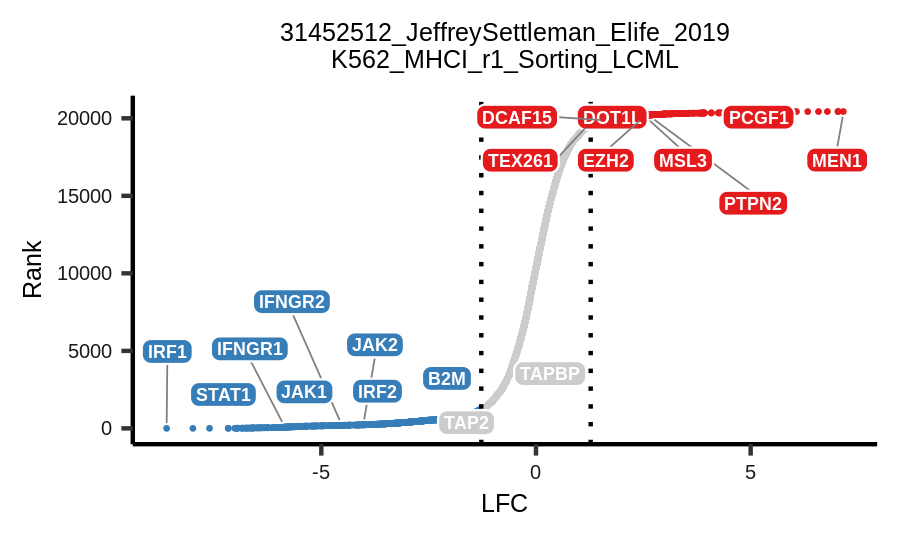 31452512_JeffreySettleman_Elife_2019
K562_MHCI_r1_Sorting_LCML
Rank
20000
15000
10000
5000
0
DCAF15
DOT1L
PCGF1
TEX261
EZH2
MSL3
MEN1
PTPN2
IFNGR2
IRF1
IFNGR1
JAK2
STAT1
JAK1
IRF2
B2M
TAPBP
TAP2
-5
0
5
LFC